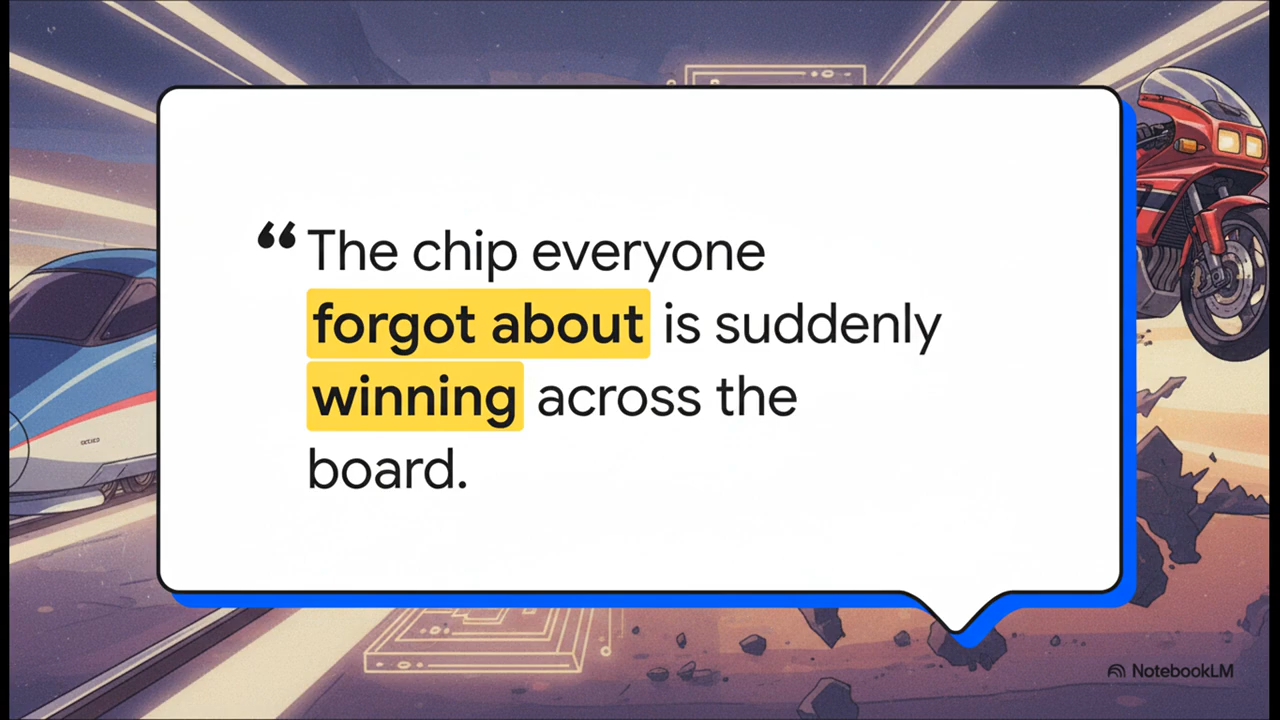 “The chip everyone
forgot about is suddenly
winning across the
board.
NotebookLM